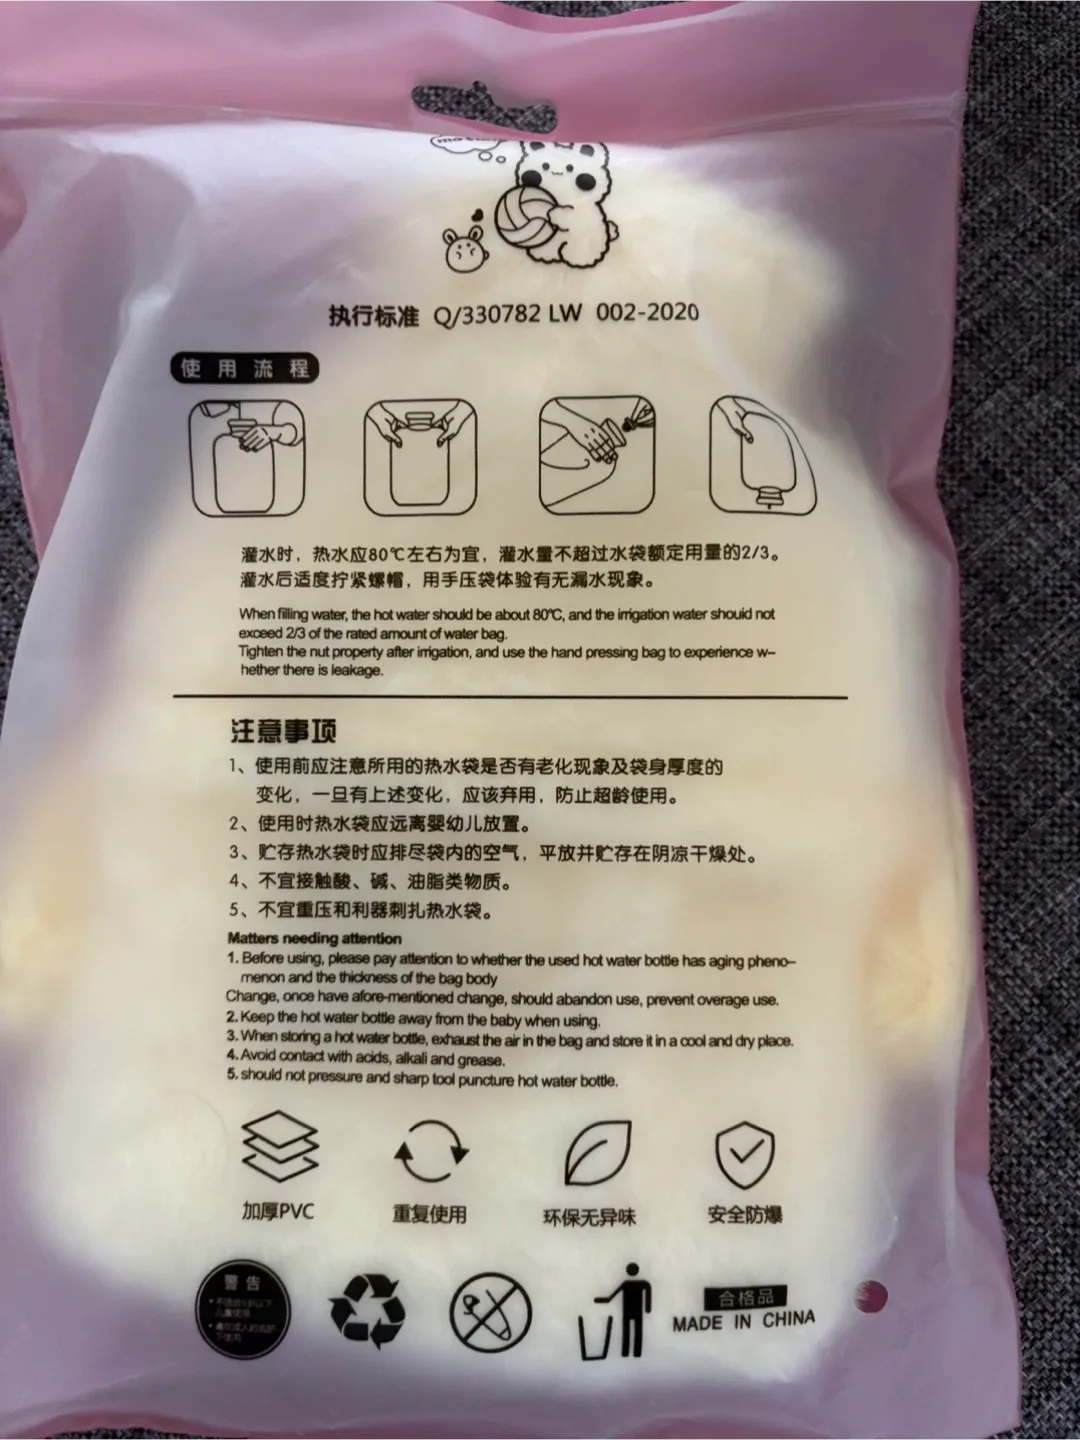 执行标准 Q/330782 LW 002-2020
使用流程
灌水时，热水应80℃左右为宜，灌水量不超过水袋额定用量的2/3。
灌水后适度拧紧螺帽，用手压袋体验有无漏水现象。
When filling water, the hot water should be about 80℃, and the irrigation water shouid not
exceed 2/3 of the rated amount of water bag.
Tighten the nut property after irrigation, and use the hand pressing bag to experience w-
hether there is leakage.
注意事项
1、使用前应注意所用的热水袋是否有老化现象及袋身厚度的
变化，一旦有上述变化，应该弃用，防止超龄使用。
2、使用时热水袋应远离婴幼儿放置。
3、贮存热水袋时应排尽袋内的空气，平放并贮存在阴凉干燥处。
4、不宜接触酸、碱、油脂类物质。
5、不宜重压和利器刺扎热水袋。
Matters needing attention
1. Before using, please pay attention to whether the used hot water bottle has aging pheno-
menon and the thickness of the bag body
Change, once have afore-mentioned change, should abandon use, prevent overage use.
2. Keep the hot water bottle away from the baby when using.
3. When storing a hot water bottle, exhaust the air in the bag and store it in a cool and dry place.
4. Avoid contact with acids, alkali and grease.
5. should not pressure and sharp tool puncture hot water bottle.
加厚PVC
重复使用
环保无异味
安全防爆
警告
合格品
MADE IN CHINA